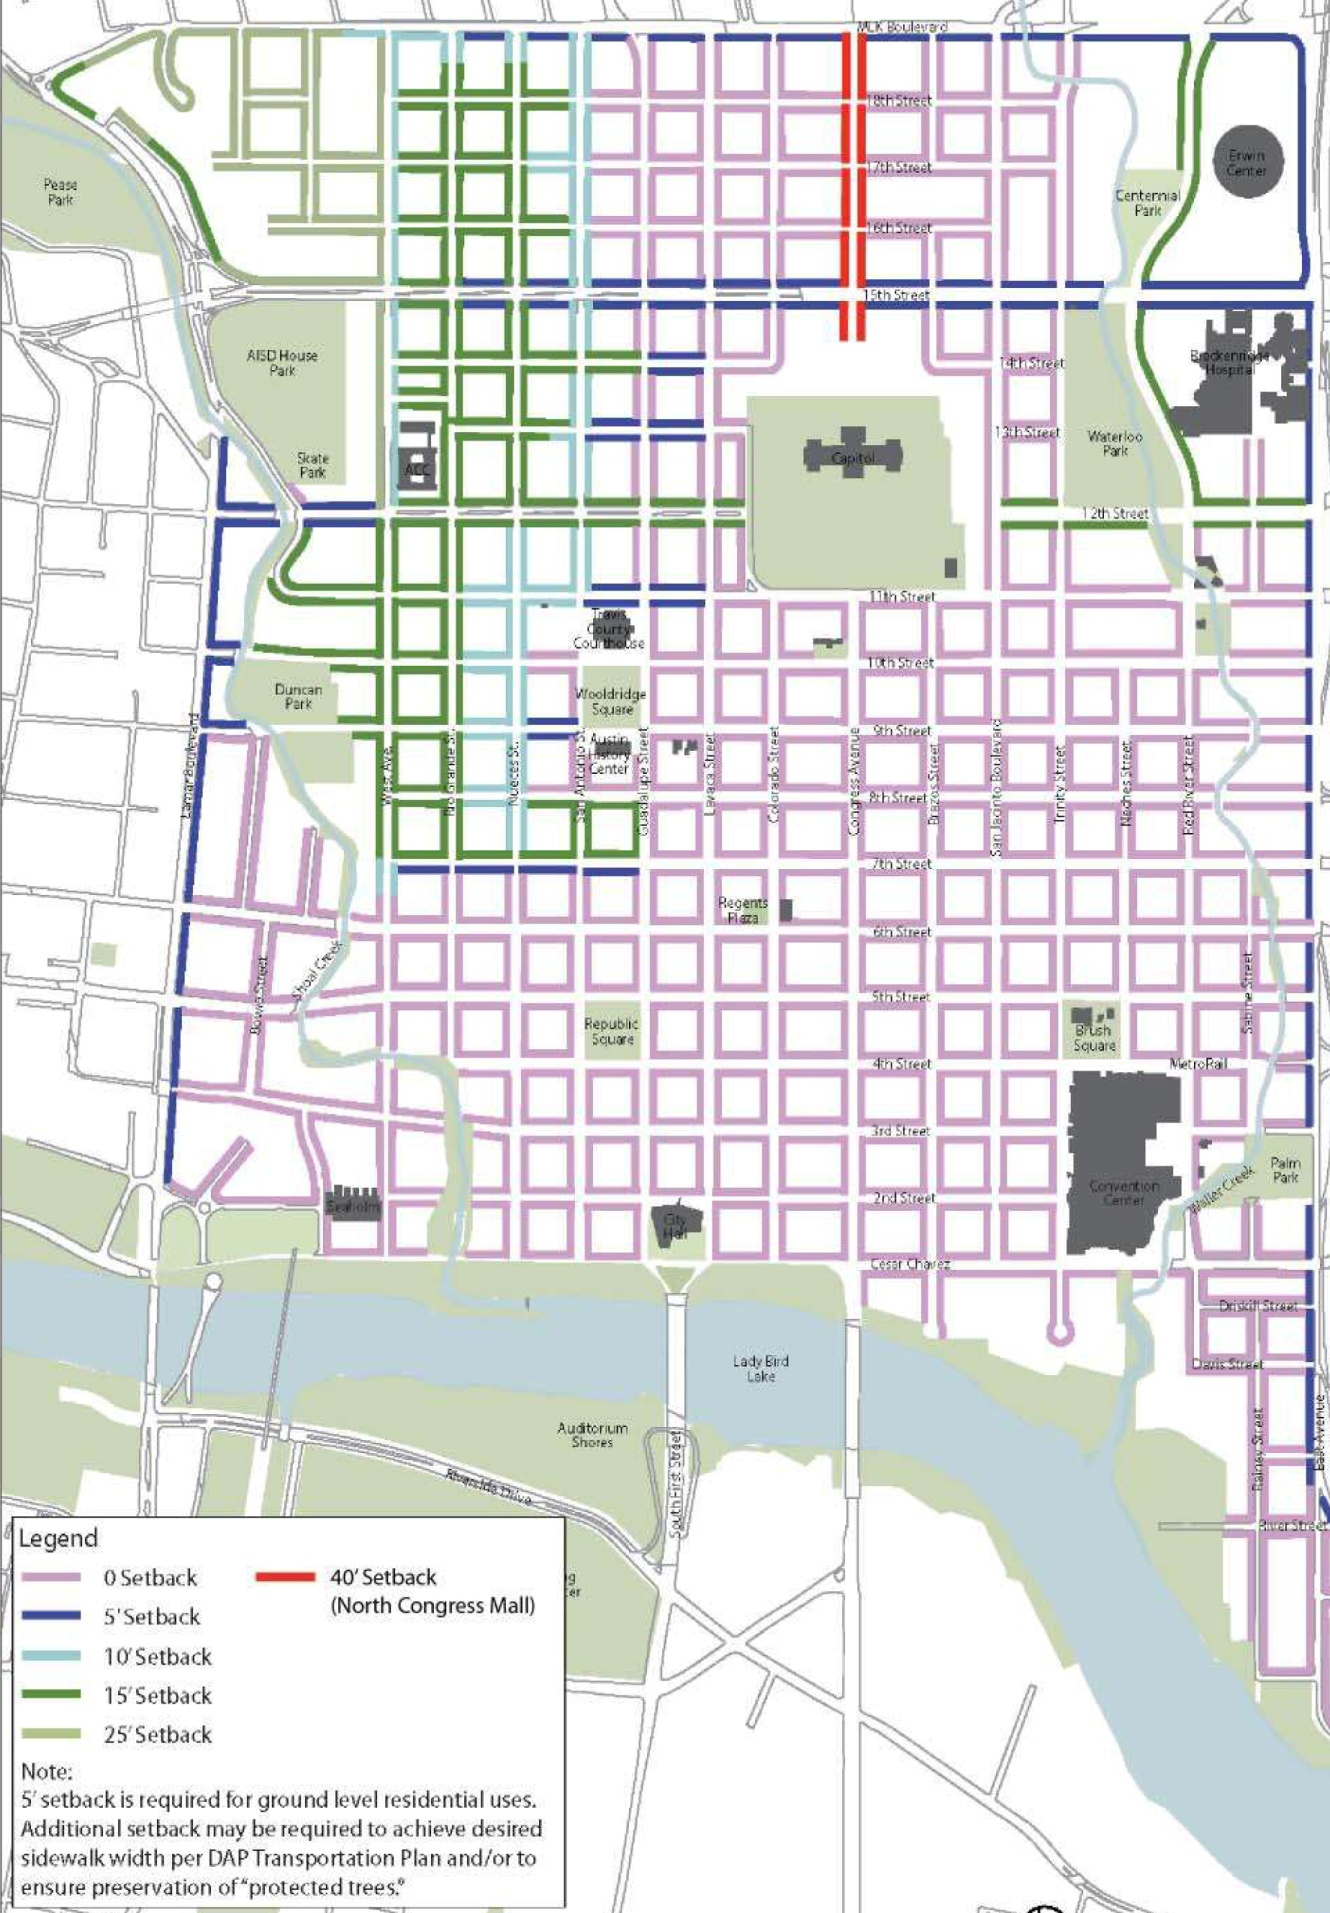 MLK Boulevard
18th Street
Erwin
Center
17th Street
Pease
Park
Centennial
Park
16th Street
15th Street
AISD House
Park
14th Street
Brackenridge
Hospital
13th Street
Waterloo
Park
Skate
Park
ACC
Capitol
12th Street
11th Street
Travis
County
Courthouse
10th Street
Duncan
Park
Wooldridge
Square
9th Street
Austin
History
Center
Lamar Boulevard
West Ave.
Rio Grande St.
Nueces St.
San Antonio St.
Guadalupe Street
Lavaca Street
Colorado Street
Congress Avenue
Brazos Street
San Jacinto Boulevard
Trinity Street
Neches Street
Red River Street
8th Street
7th Street
Regents
Plaza
6th Street
Bowie Street
Shoal Creek
Sabine Street
5th Street
Republic
Square
Brush
Square
4th Street
MetroRail
3rd Street
Palm
Park
Convention
Center
Waller Creek
2nd Street
Seaholm
City
Hall
Cesar Chavez
Driskill Street
Davis Street
Lady Bird
Lake
Auditorium
Shores
Rainey Street
East Avenue
South First Street
Riverside Drive
River Street
Legend
0 Setback
5' Setback
10' Setback
15' Setback
25' Setback
40' Setback
(North Congress Mall)
Note:
5' setback is required for ground level residential uses.
Additional setback may be required to achieve desired
sidewalk width per DAP Transportation Plan and/or to
ensure preservation of "protected trees."